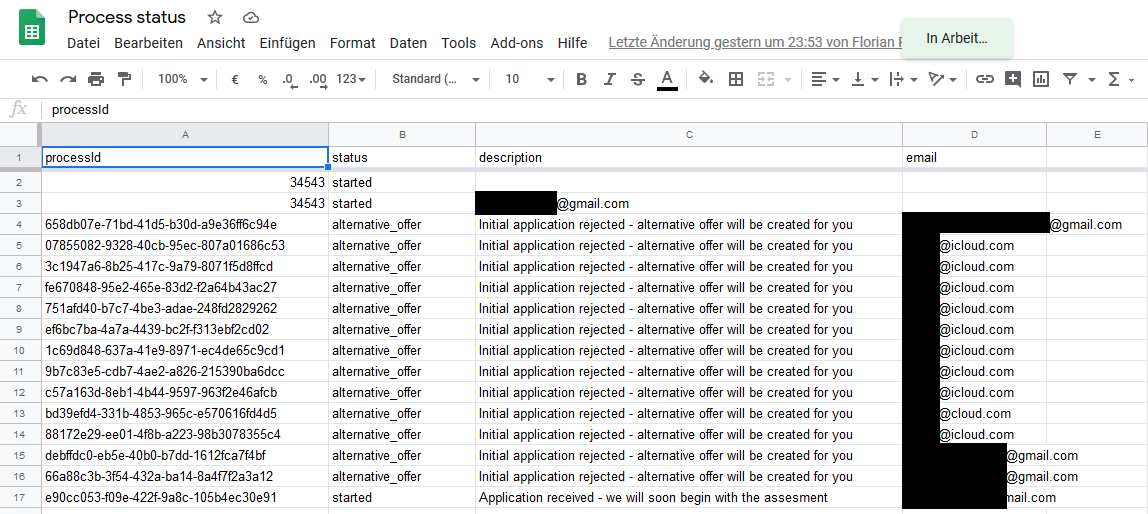 Process status
Datei Bearbeiten Ansicht Einfügen Format Daten Tools Add-ons Hilfe Letzte Änderung gestern um 23:53 von Florian
In Arbeit…
100% € % .0 .00 123 Standard (... 10 B I S A
fx processId
A B C D E
1 processId status description email
2 34543 started
3 34543 started @gmail.com
4 658db07e-71bd-41d5-b30d-a9e36ff6c94e alternative_offer Initial application rejected - alternative offer will be created for you @gmail.com
5 07855082-9328-40cb-95ec-807a01686c53 alternative_offer Initial application rejected - alternative offer will be created for you @icloud.com
6 3c1947a6-8b25-417c-9a79-8071f5d8ffcd alternative_offer Initial application rejected - alternative offer will be created for you @icloud.com
7 fe670848-95e2-465e-83d2-f2a64b43ac27 alternative_offer Initial application rejected - alternative offer will be created for you @icloud.com
8 751afd40-b7c7-4be3-adae-248fd2829262 alternative_offer Initial application rejected - alternative offer will be created for you @icloud.com
9 ef6bc7ba-4a7a-4439-bc2f-f313ebf2cd02 alternative_offer Initial application rejected - alternative offer will be created for you @icloud.com
10 1c69d848-637a-41e9-8971-ec4de65c9cd1 alternative_offer Initial application rejected - alternative offer will be created for you @icloud.com
11 9b7c83e5-cdb7-4ae2-a826-215390ba6dcc alternative_offer Initial application rejected - alternative offer will be created for you @icloud.com
12 c57a163d-8eb1-4b44-9597-963f2e46afcb alternative_offer Initial application rejected - alternative offer will be created for you @icloud.com
13 bd39efd4-331b-4853-965c-e570616fd4d5 alternative_offer Initial application rejected - alternative offer will be created for you @cloud.com
14 88172e29-ee01-4f8b-a223-98b3078355c4 alternative_offer Initial application rejected - alternative offer will be created for you @icloud.com
15 debffdc0-eb5e-40b0-b7dd-1612fca7f4bf alternative_offer Initial application rejected - alternative offer will be created for you @gmail.com
16 66a88c3b-3f54-432a-ba14-8a4f7f2a3a12 alternative_offer Initial application rejected - alternative offer will be created for you @gmail.com
17 e90cc053-f09e-422f-9a8c-105b4ec30e91 started Application received - we will soon begin with the assesment mail.com